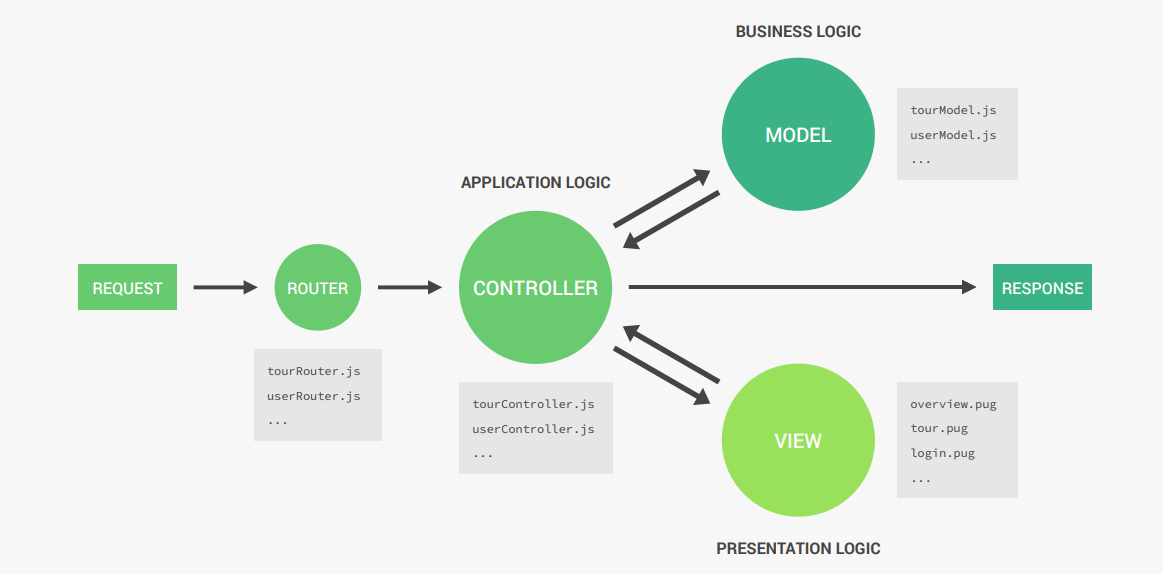 BUSINESS LOGIC
MODEL
tourModel.js
userModel.js
...
APPLICATION LOGIC
REQUEST
ROUTER
CONTROLLER
RESPONSE
tourRouter.js
userRouter.js
...
tourController.js
userController.js
...
VIEW
overview.pug
tour.pug
login.pug
...
PRESENTATION LOGIC